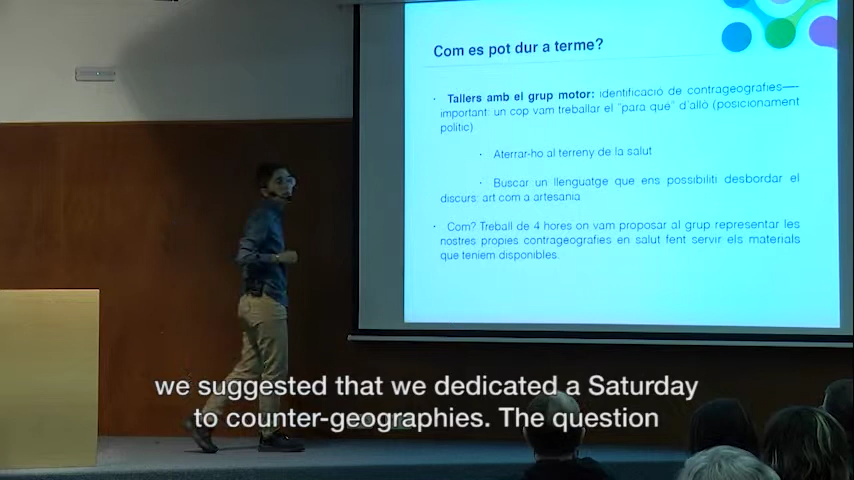 Com es pot dur a terme?
· Tallers amb el grup motor: identificació de contrageografies----
important: un cop vam treballar el "para qué" d'allò (posicionament
polític)
· Aterrar-ho al terreny de la salut
· Buscar un llenguatge que ens possibiliti desbordar el
discurs: art com a artesania
· Com? Treball de 4 hores on vam proposar al grup representar les
nostres propies contrageografies en salut fent servir els materials
que teníem disponibles.
we suggested that we dedicated a Saturday
to counter-geographies. The question